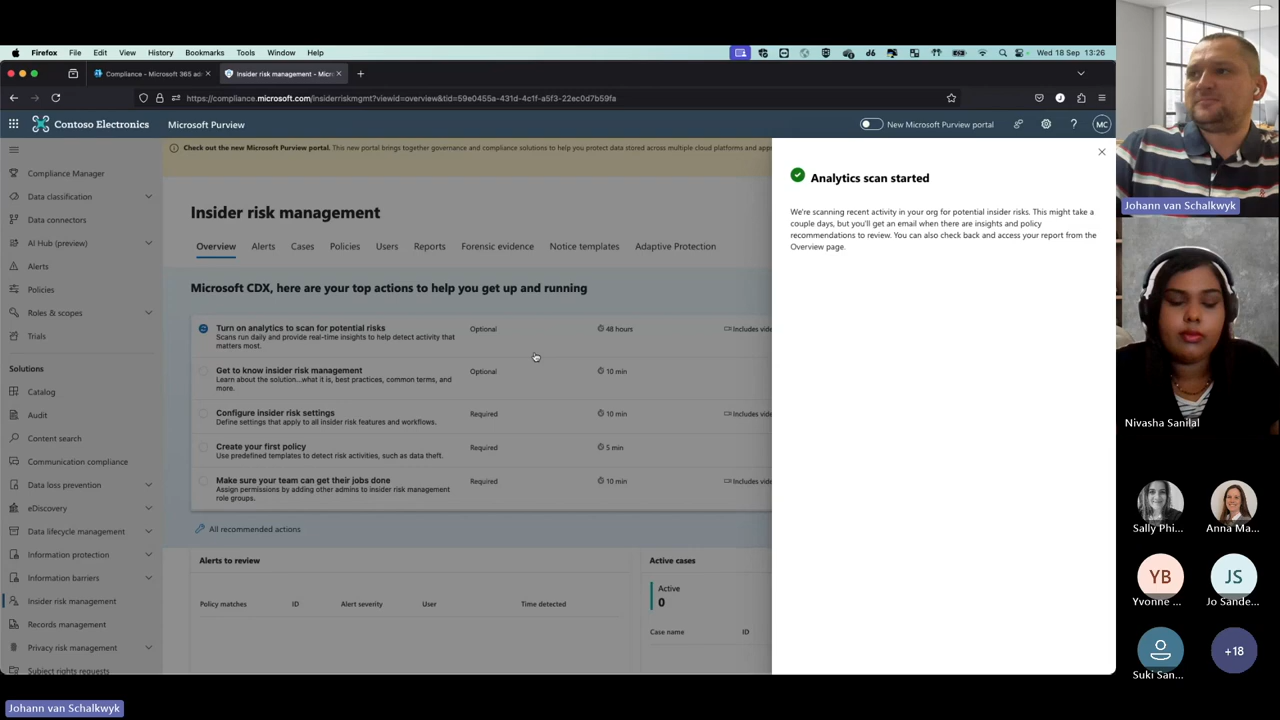 Firefox File Edit View History Bookmarks Tools Window Help
Wed 18 Sep 13:26
Compliance - Microsoft 365 ad
Insider risk management - Micr
https://compliance.microsoft.com/insiderriskmgmt?viewid=overview&tid=59e0455a-431d-4c1f-a5f3-22ec0d7b59fa
Contoso Electronics
Microsoft Purview
New Microsoft Purview portal
MC
Compliance Manager
Data classification
Data connectors
AI Hub (preview)
Alerts
Policies
Roles & scopes
Trials
Solutions
Catalog
Audit
Content search
Communication compliance
Data loss prevention
eDiscovery
Data lifecycle management
Information protection
Information barriers
Insider risk management
Records management
Privacy risk management
Subject rights requests
Check out the new Microsoft Purview portal. This new portal brings together governance and compliance solutions to help you protect data stored across multiple cloud platforms and app
Insider risk management
Overview Alerts Cases Policies Users Reports Forensic evidence Notice templates Adaptive Protection
Microsoft CDX, here are your top actions to help you get up and running
Turn on analytics to scan for potential risks
Scans run daily and provide real-time insights to help detect activity that
matters most.
Optional
48 hours
Includes vide
Get to know insider risk management
Learn about the solution...what it is, best practices, common terms, and
more.
Optional
10 min
Configure insider risk settings
Define settings that apply to all insider risk features and workflows.
Required
10 min
Includes vide
Create your first policy
Use predefined templates to detect risk activities, such as data theft.
Required
5 min
Make sure your team can get their jobs done
Assign permissions by adding other admins to insider risk management
role groups.
Required
10 min
Includes vide
All recommended actions
Alerts to review
Policy matches ID Alert severity User Time detected
Active cases
Active
0
Case name ID
Analytics scan started
We're scanning recent activity in your org for potential insider risks. This might take a
couple days, but you'll get an email when there are insights and policy
recommendations to review. You can also check back and access your report from the
Overview page.
Johann van Schalkwyk
Nivasha Sanilal
Sally Phi...
Anna Ma...
YB
Yvonne ...
JS
Jo Sande...
Suki San...
+18
Johann van Schalkwyk